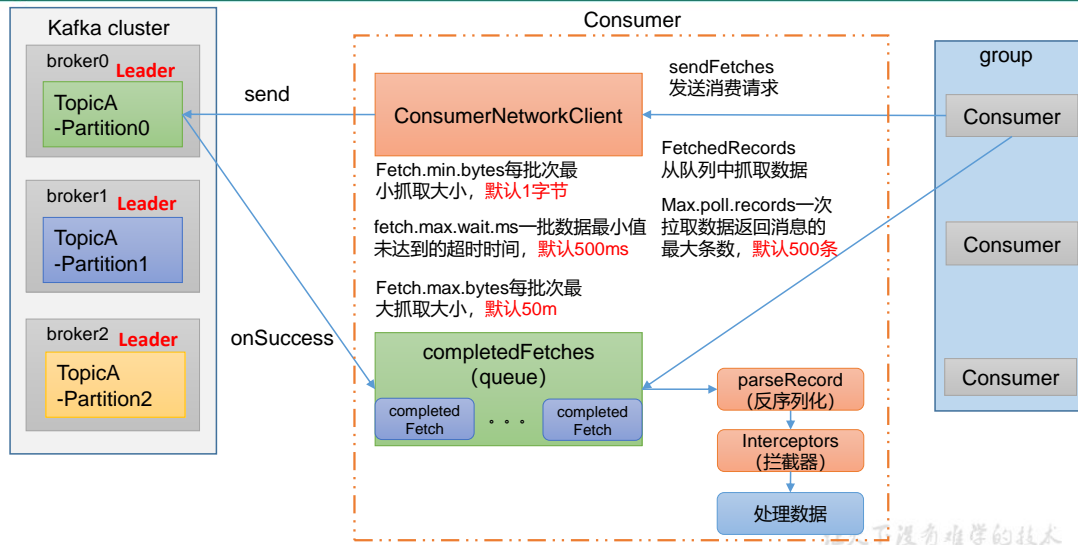 Kafka cluster
broker0
Leader
TopicA
-Partition0
broker1
Leader
TopicA
-Partition1
broker2
Leader
TopicA
-Partition2
send
onSuccess
Consumer
ConsumerNetworkClient
sendFetches
发送消费请求
Fetch.min.bytes每批次最
小抓取大小，默认1字节
fetch.max.wait.ms一批数据最小值
未达到的超时时间，默认500ms
Fetch.max.bytes每批次最
大抓取大小，默认50m
FetchedRecords
从队列中抓取数据
Max.poll.records一次
拉取数据返回消息的
最大条数，默认500条
completedFetches
(queue)
completed
Fetch
。。。
completed
Fetch
parseRecord
(反序列化)
Interceptors
(拦截器)
处理数据
group
Consumer
Consumer
Consumer
下没有难学的技术